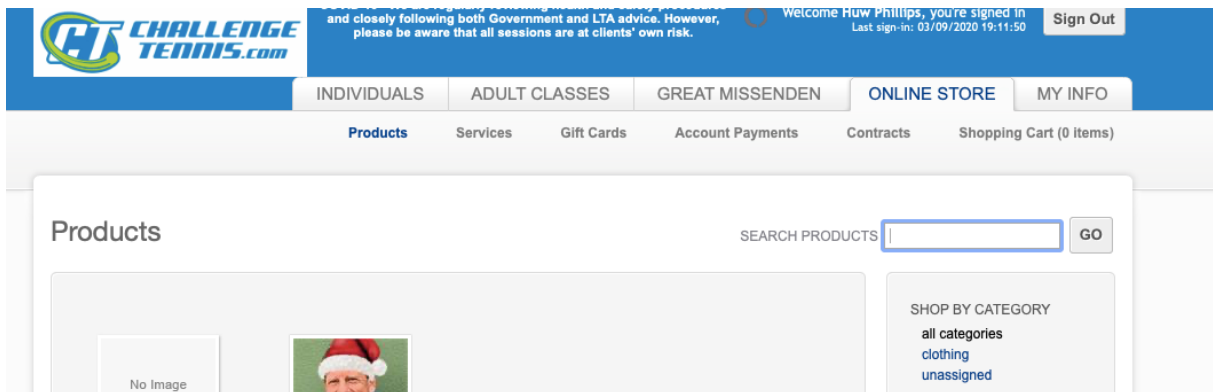 CHALLENGE
TENNIS.com
and closely following both Government and LTA advice. However,
please be aware that all sessions are at clients' own risk.
Welcome Huw Phillips, you're signed in
Last sign-in: 03/09/2020 19:11:50
Sign Out
INDIVIDUALS
ADULT CLASSES
GREAT MISSENDEN
ONLINE STORE
MY INFO
Products
Services
Gift Cards
Account Payments
Contracts
Shopping Cart (0 items)
Products
SEARCH PRODUCTS
GO
SHOP BY CATEGORY
all categories
clothing
unassigned
No Image